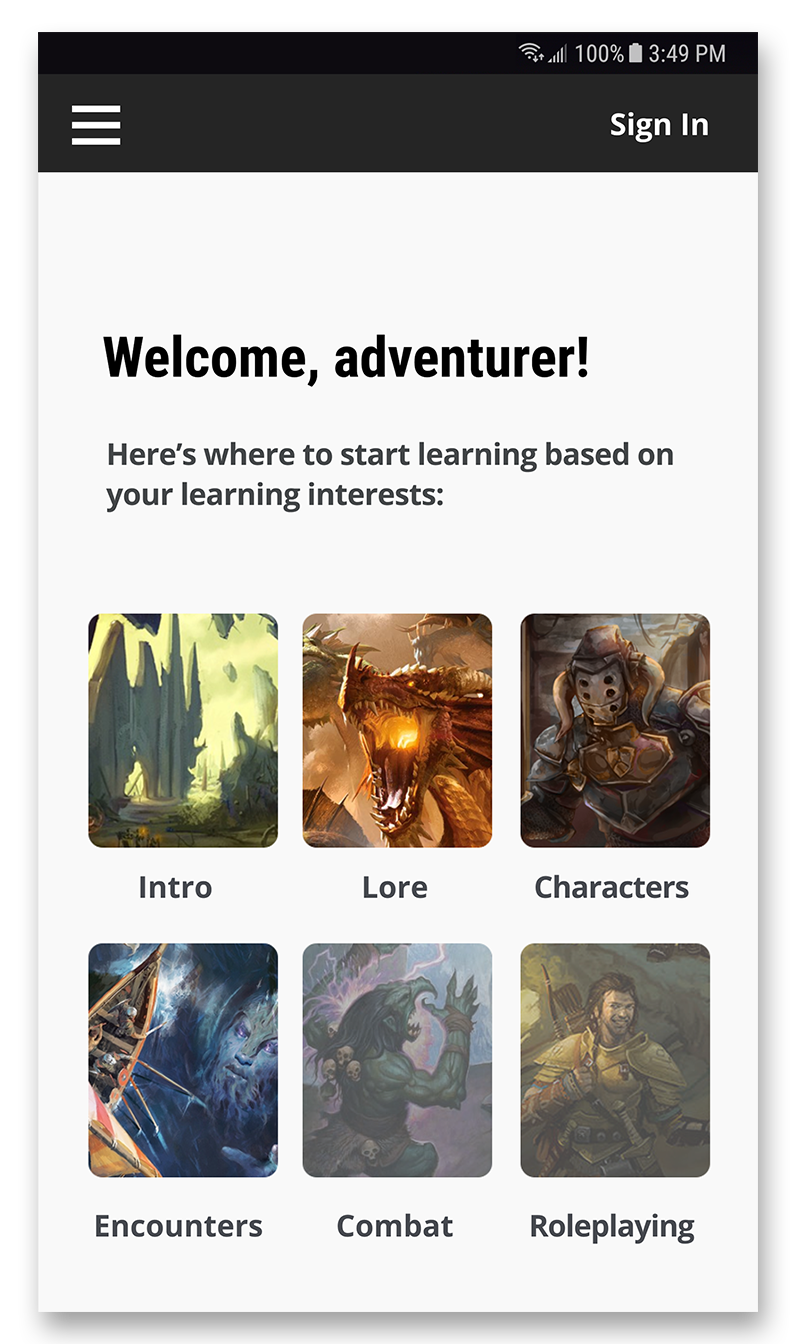 100% 3:49 PM
Sign In
Welcome, adventurer!
Here’s where to start learning based on
your learning interests:
Intro Lore Characters
Encounters Combat Roleplaying